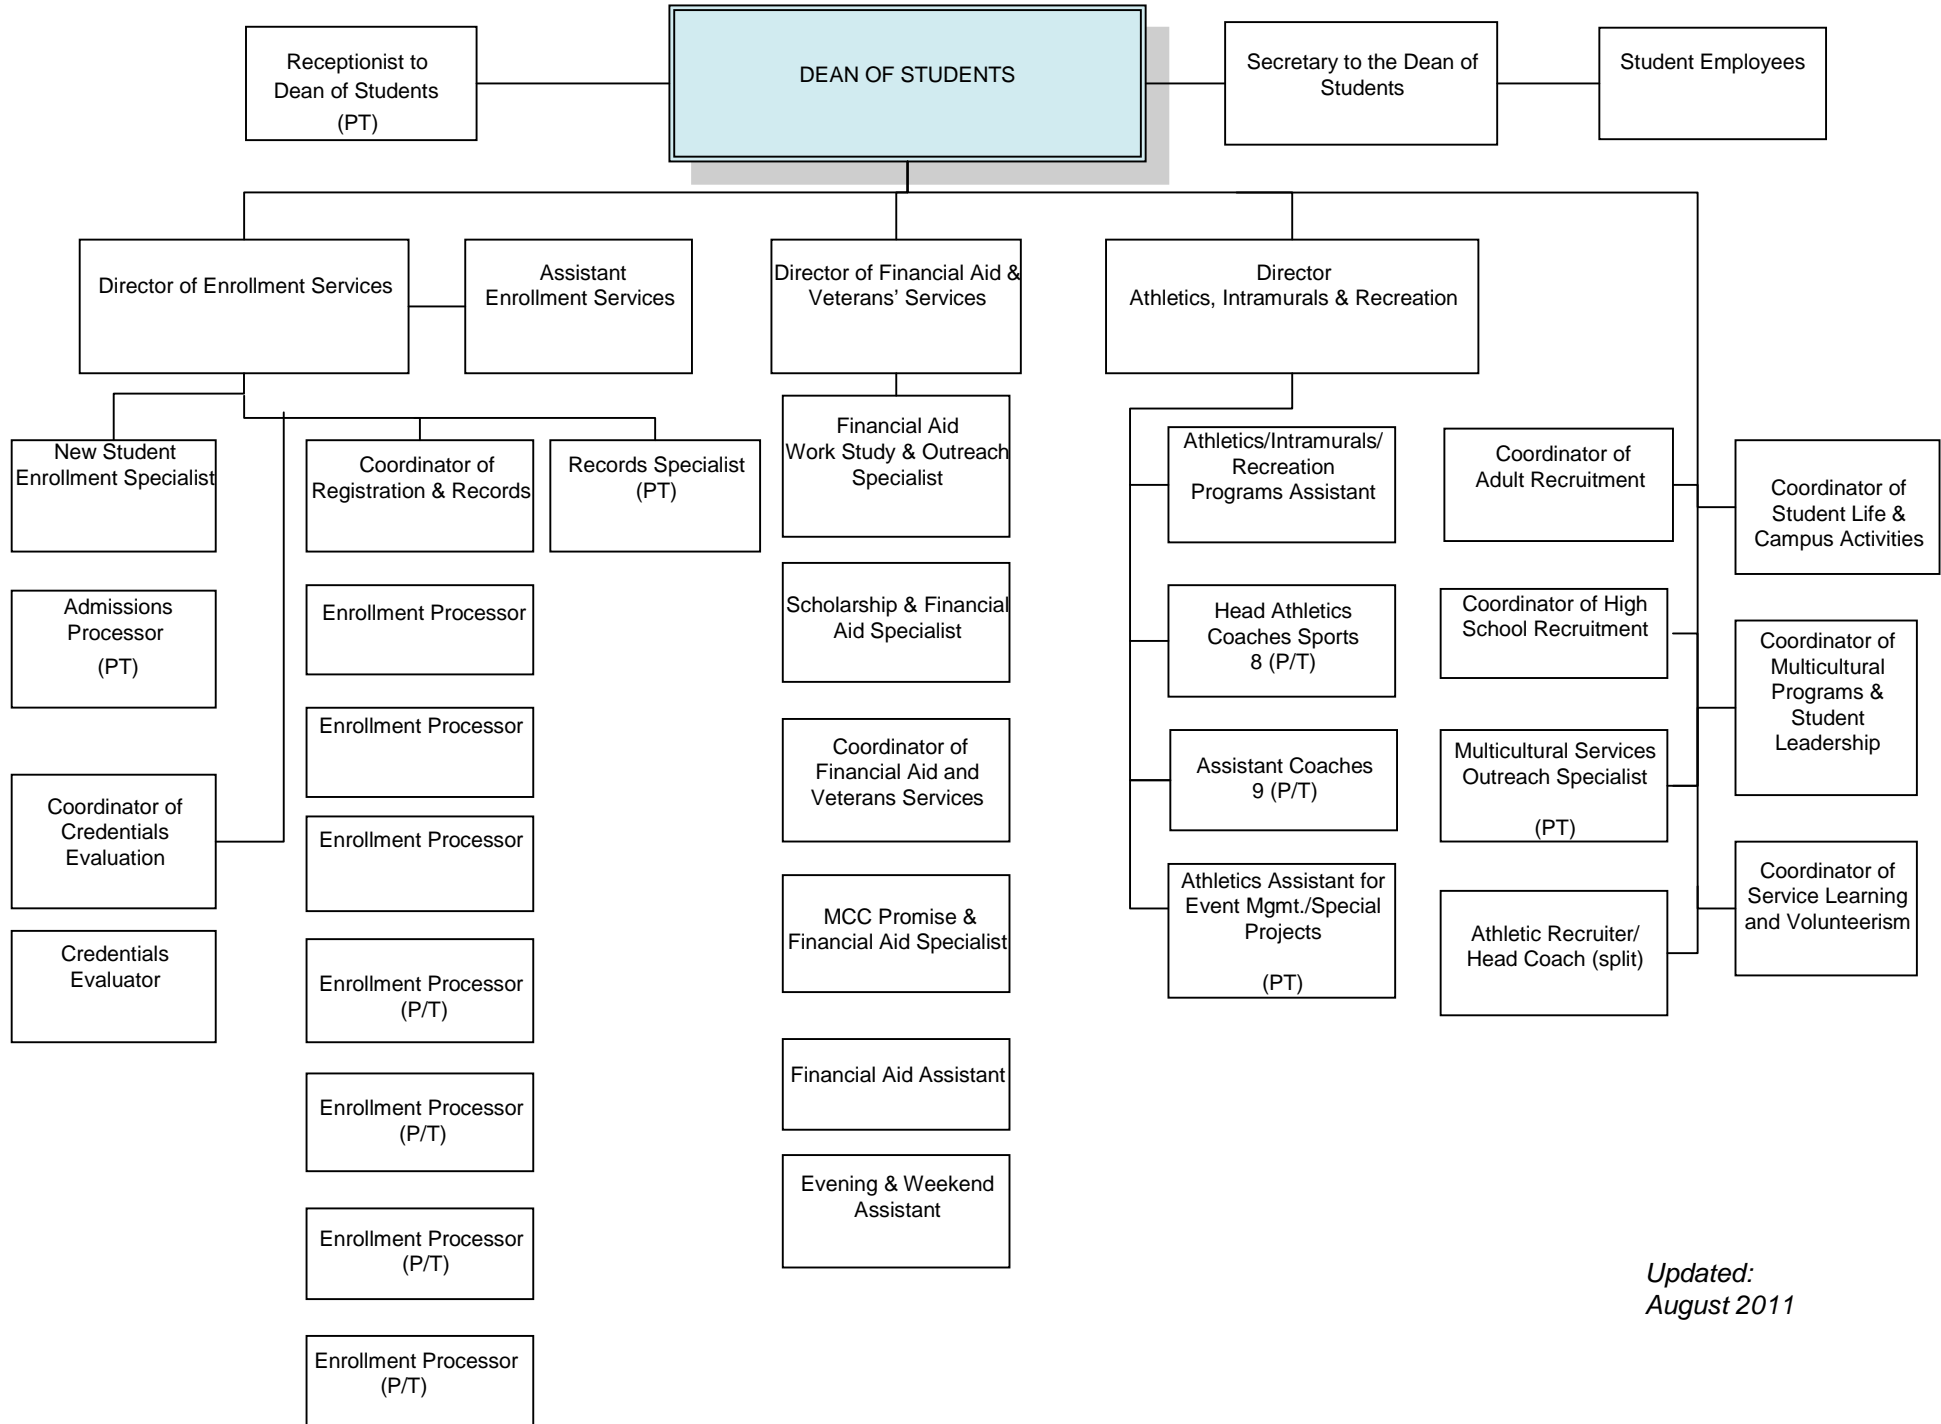 Receptionist to
Dean of Students
(PT)
DEAN OF STUDENTS
Secretary to the Dean of
Students
Student Employees
Director of Enrollment Services
Assistant
Enrollment Services
Director of Financial Aid &
Veterans’ Services
Director
Athletics, Intramurals & Recreation
New Student
Enrollment Specialist
Admissions
Processor
(PT)
Coordinator of
Credentials
Evaluation
Credentials
Evaluator
Coordinator of
Registration & Records
Enrollment Processor
Enrollment Processor
Enrollment Processor
Enrollment Processor
(P/T)
Enrollment Processor
(P/T)
Enrollment Processor
(P/T)
Enrollment Processor
(P/T)
Records Specialist
(PT)
Financial Aid
Work Study & Outreach
Specialist
Scholarship & Financial
Aid Specialist
Coordinator of
Financial Aid and
Veterans Services
MCC Promise &
Financial Aid Specialist
Financial Aid Assistant
Evening & Weekend
Assistant
Athletics/Intramurals/
Recreation
Programs Assistant
Head Athletics
Coaches Sports
8 (P/T)
Assistant Coaches
9 (P/T)
Athletics Assistant for
Event Mgmt./Special
Projects
(PT)
Coordinator of
Adult Recruitment
Coordinator of High
School Recruitment
Multicultural Services
Outreach Specialist
(PT)
Athletic Recruiter/
Head Coach (split)
Coordinator of
Student Life &
Campus Activities
Coordinator of
Multicultural
Programs &
Student
Leadership
Coordinator of
Service Learning
and Volunteerism
Updated:
August 2011